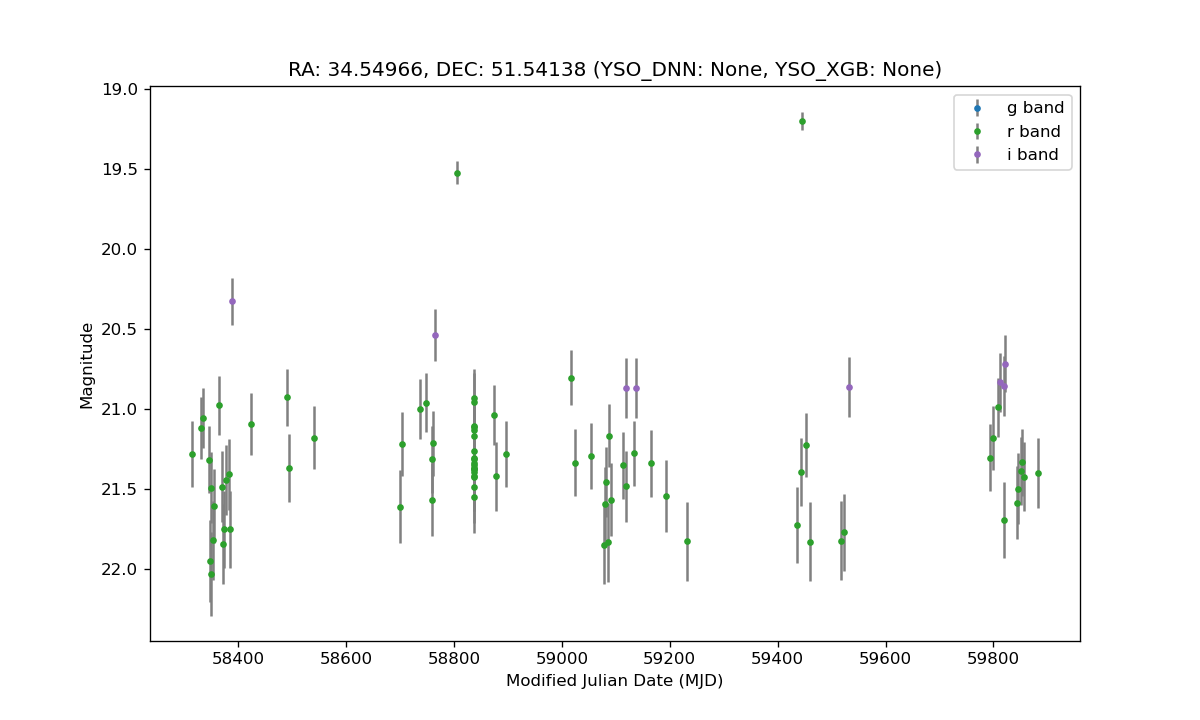 RA: 34.54966, DEC: 51.54138 (YSO_DNN: None, YSO_XGB: None)
g band
r band
i band
19.0
19.5
20.0
20.5
21.0
21.5
22.0
Magnitude
58400 58600 58800 59000 59200 59400 59600 59800
Modified Julian Date (MJD)